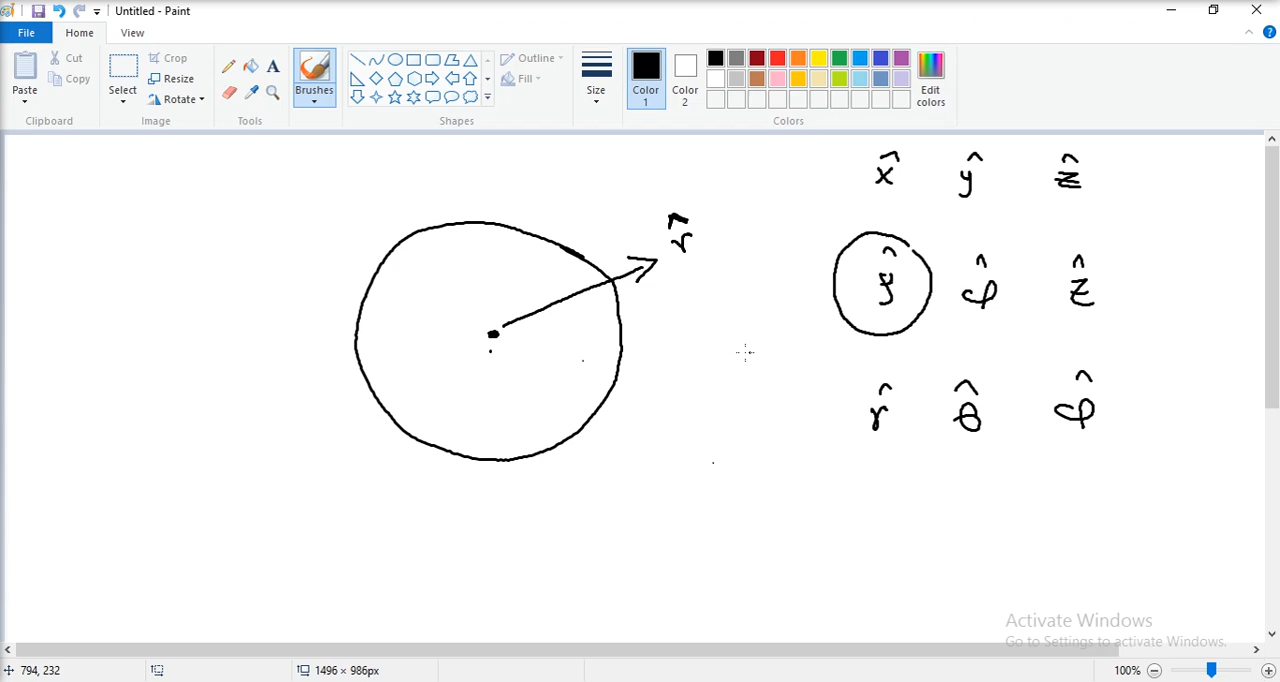 Untitled - Paint
File Home View
Paste Cut Copy Select Crop Resize Rotate A Brushes Outline Fill Size Color 1 Color 2 Edit colors
Clipboard Image Tools Shapes Colors
x̂ ŷ ẑ
r̂
φ̂ ẑ
r̂ θ̂ φ̂
Activate Windows
Go to Settings to activate Windows.
794, 232 1496 × 986px 100%